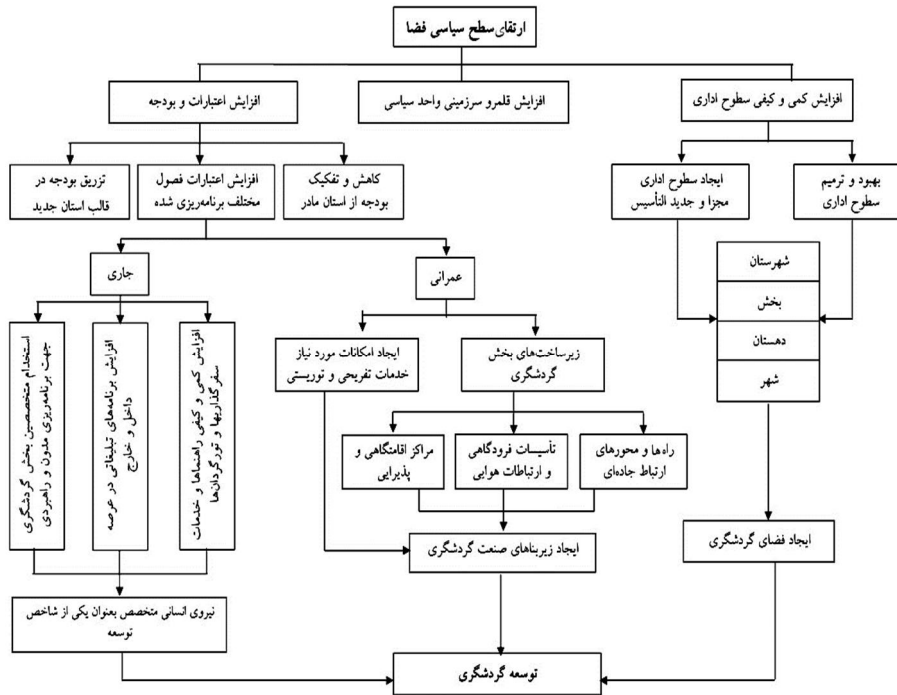 ارتقای سطح سیاسی فضا
افزایش کمی و کیفی سطوح اداری
افزایش قلمرو سرزمینی واحد سیاسی
افزایش اعتبارات و بودجه
بهبود و ترمیم
سطوح اداری
ایجاد سطوح اداری
مجزا و جدید التأسیس
کاهش و تفکیک
بودجه از استان مادر
افزایش اعتبارات فصول
مختلف برنامه‌ریزی شده
تزریق بودجه در
قالب استان جدید
شهرستان
بخش
دهستان
شهر
عمرانی
جاری
زیرساخت‌های بخش
گردشگری
ایجاد امکانات مورد نیاز
خدمات تفریحی و توریستی
افزایش کمی و کیفی راهنماها و خدمات
سفرگذاریها و تورگردان‌ها
افزایش برنامه‌های تبلیغاتی در عرصه
داخل و خارج
استخدام متخصصین بخش گردشگری
جهت برنامه‌ریزی مدون و راهبردی
راه‌ها و محورهای
ارتباط جاده‌ای
تأسیسات فرودگاهی
و ارتباطات هوایی
مراکز اقامتگاهی و
پذیرایی
ایجاد فضای گردشگری
ایجاد زیربناهای صنعت گردشگری
نیروی انسانی متخصص بعنوان یکی از شاخص
توسعه
توسعه گردشگری